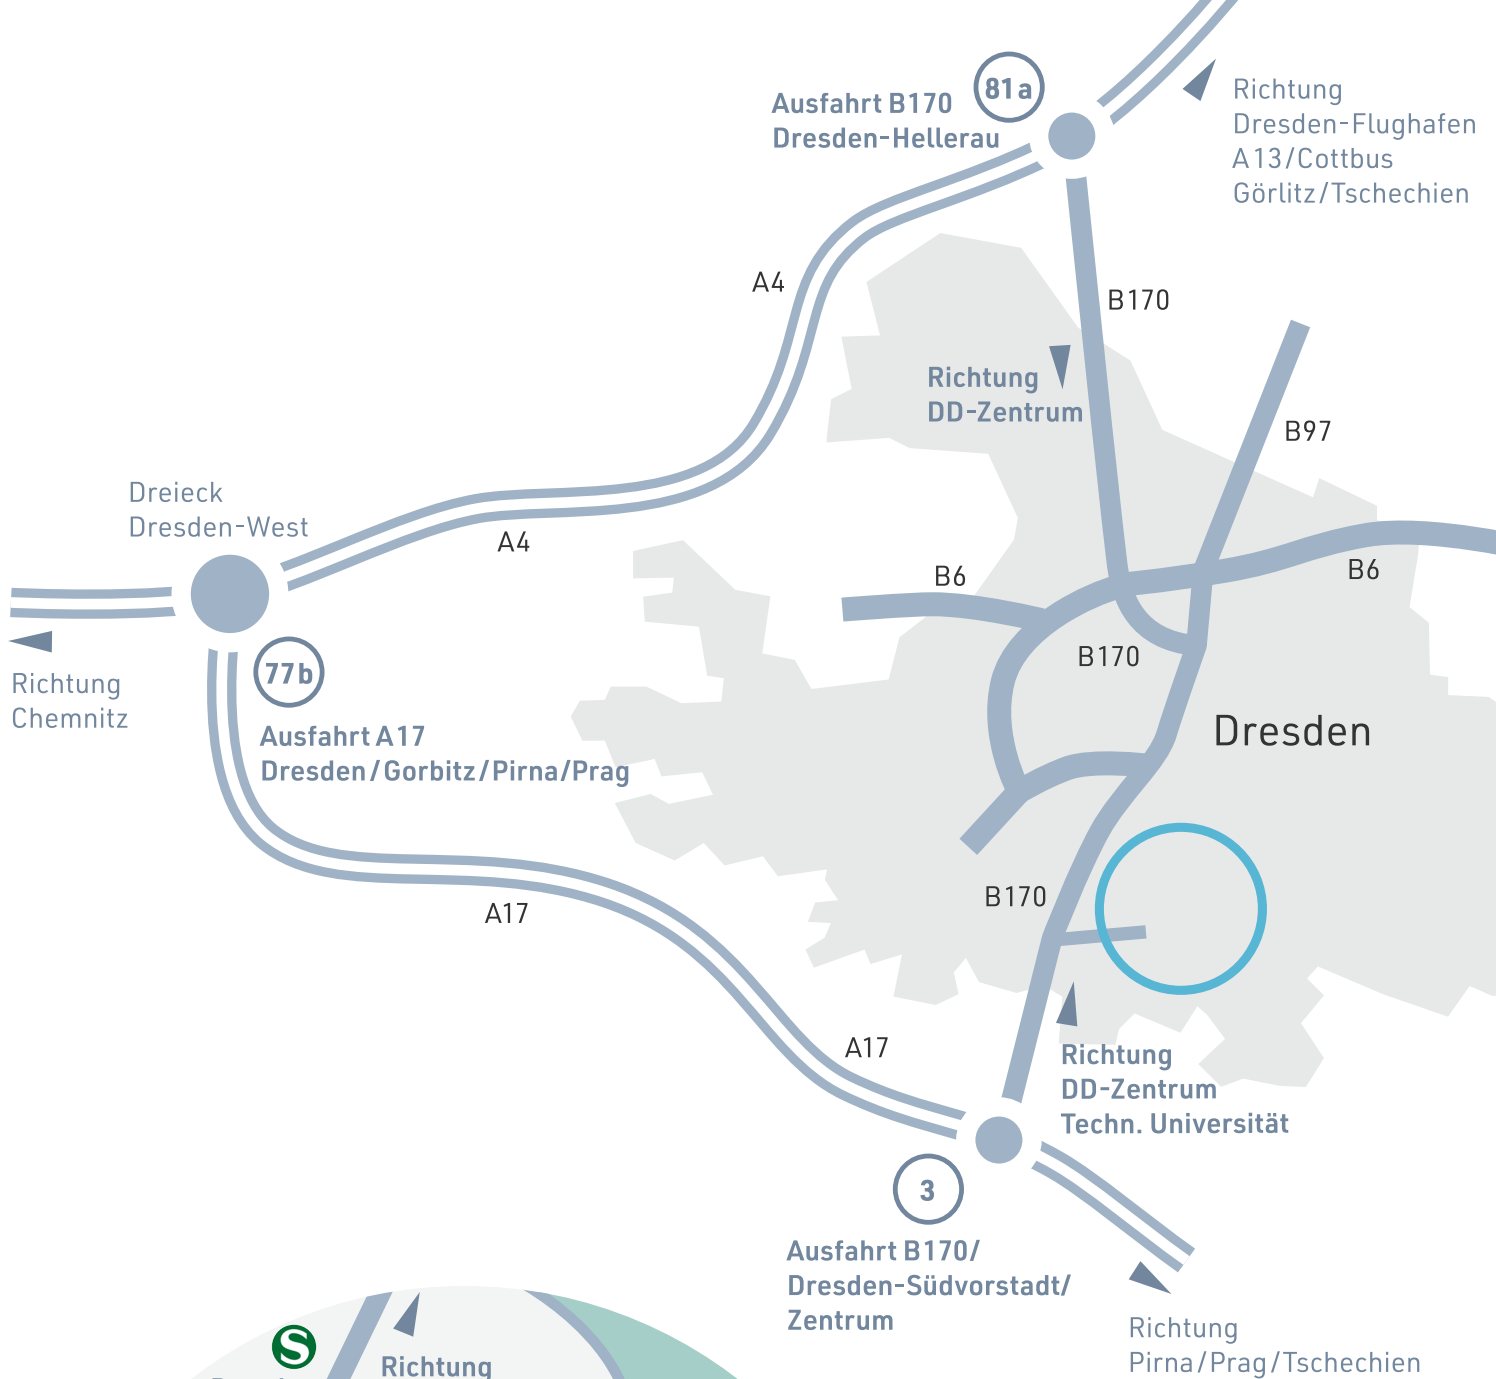 81a
Ausfahrt B170
Dresden-Hellerau
Richtung
Dresden-Flughafen
A13/Cottbus
Görlitz/Tschechien
A4
B170
Richtung
DD-Zentrum
B97
Dreieck
Dresden-West
A4
B6
B6
B170
77b
Richtung
Chemnitz
Ausfahrt A17
Dresden/Gorbitz/Pirna/Prag
Dresden
B170
A17
A17
Richtung
DD-Zentrum
Techn. Universität
3
Ausfahrt B170/
Dresden-Südvorstadt/
Zentrum
Richtung
Pirna/Prag/Tschechien
S
Richtung